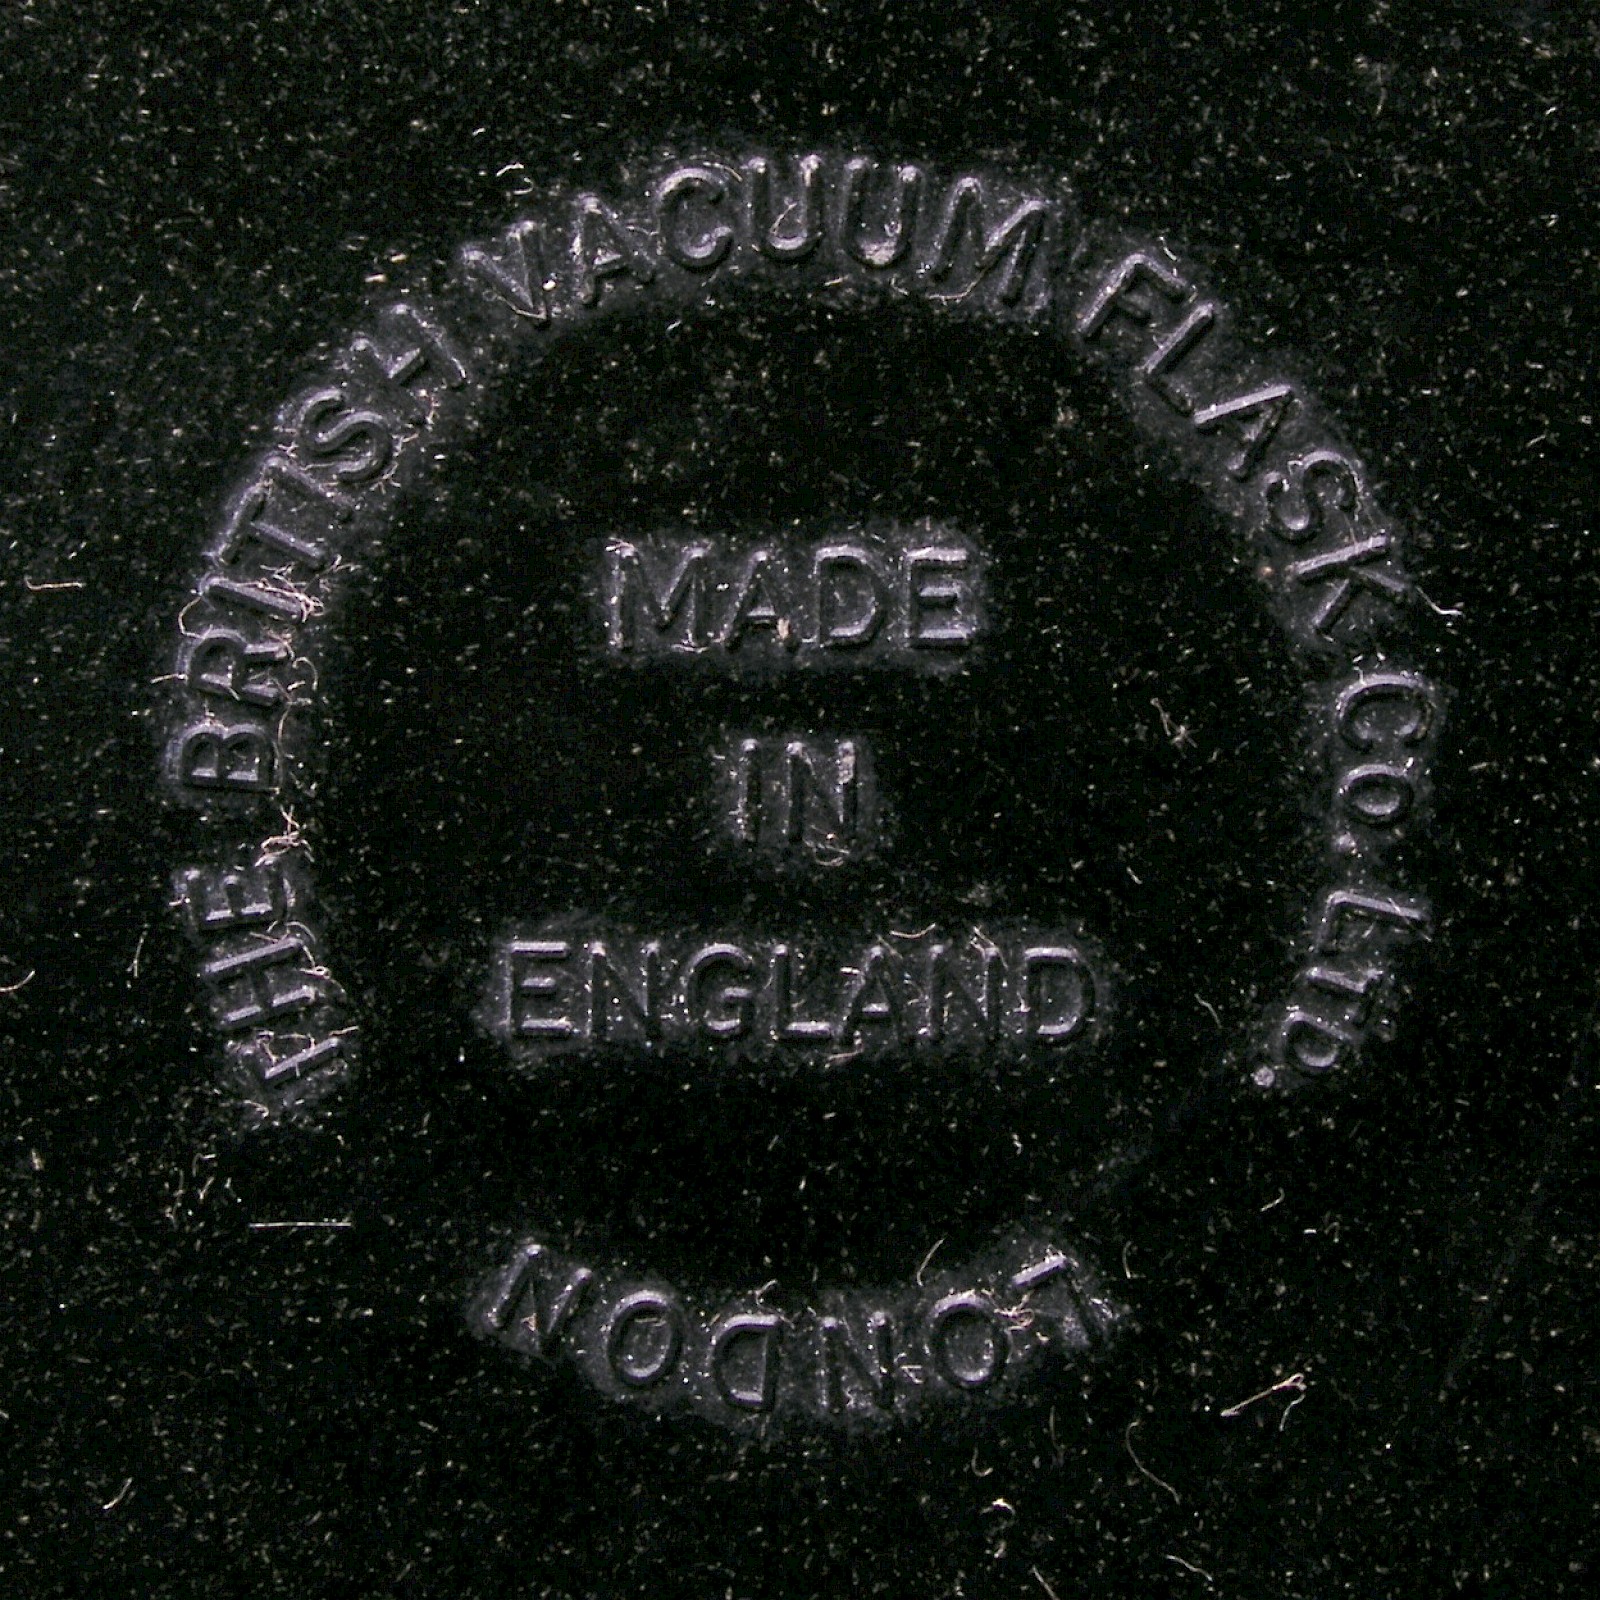 THE BRITISH VACUUM FLASK Co. LTD.
MADE
IN
ENGLAND
LONDON